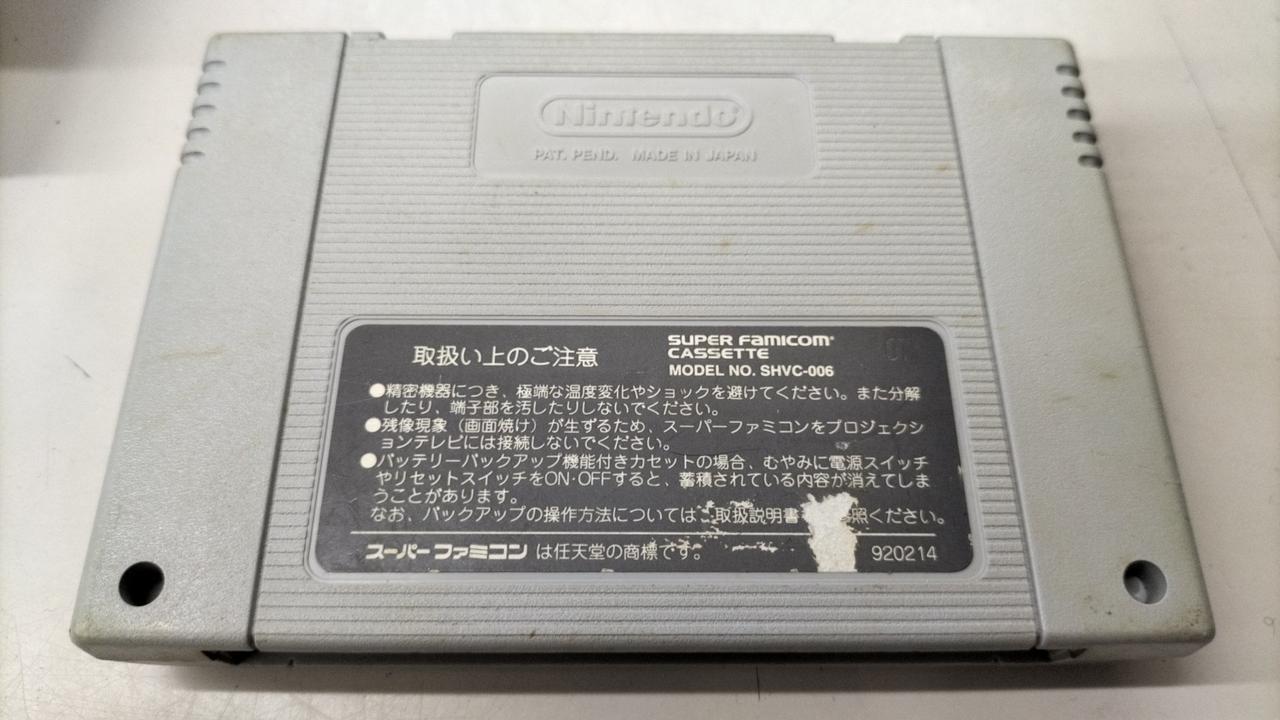 Nintendo
PAT. PEND. MADE IN JAPAN
取扱い上のご注意
SUPER FAMICOM
CASSETTE
MODEL NO. SHVC-006
●精密機器につき、極端な温度変化やショックを避けてください。また分解
したり、端子部を汚したりしないでください。
●残像現象（画面焼け）が生ずるため、スーパーファミコンをプロジェクシ
ョンテレビには接続しないでください。
●バッテリーバックアップ機能付きカセットの場合、むやみに電源スイッチ
やリセットスイッチをON·OFFすると、蓄積されている内容が消えてしま
うことがあります。
なお、バックアップの操作方法については、取扱説明書 照ください。
スーパーファミコン は任天堂の商標です。
920214